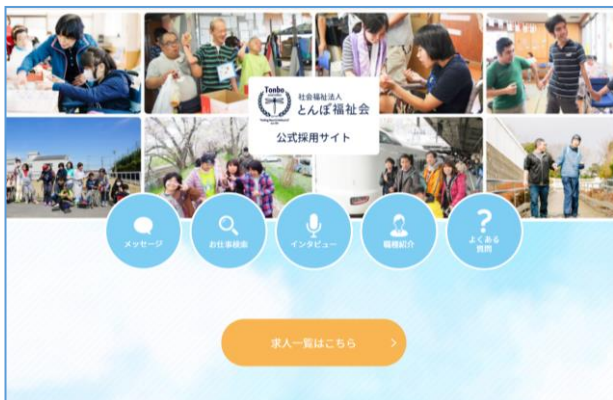 Tonbo
社会福祉法人
とんぼ福祉会
公式採用サイト
メッセージ
お仕事検索
インタビュー
職種紹介
よくある
質問
求人一覧はこちら